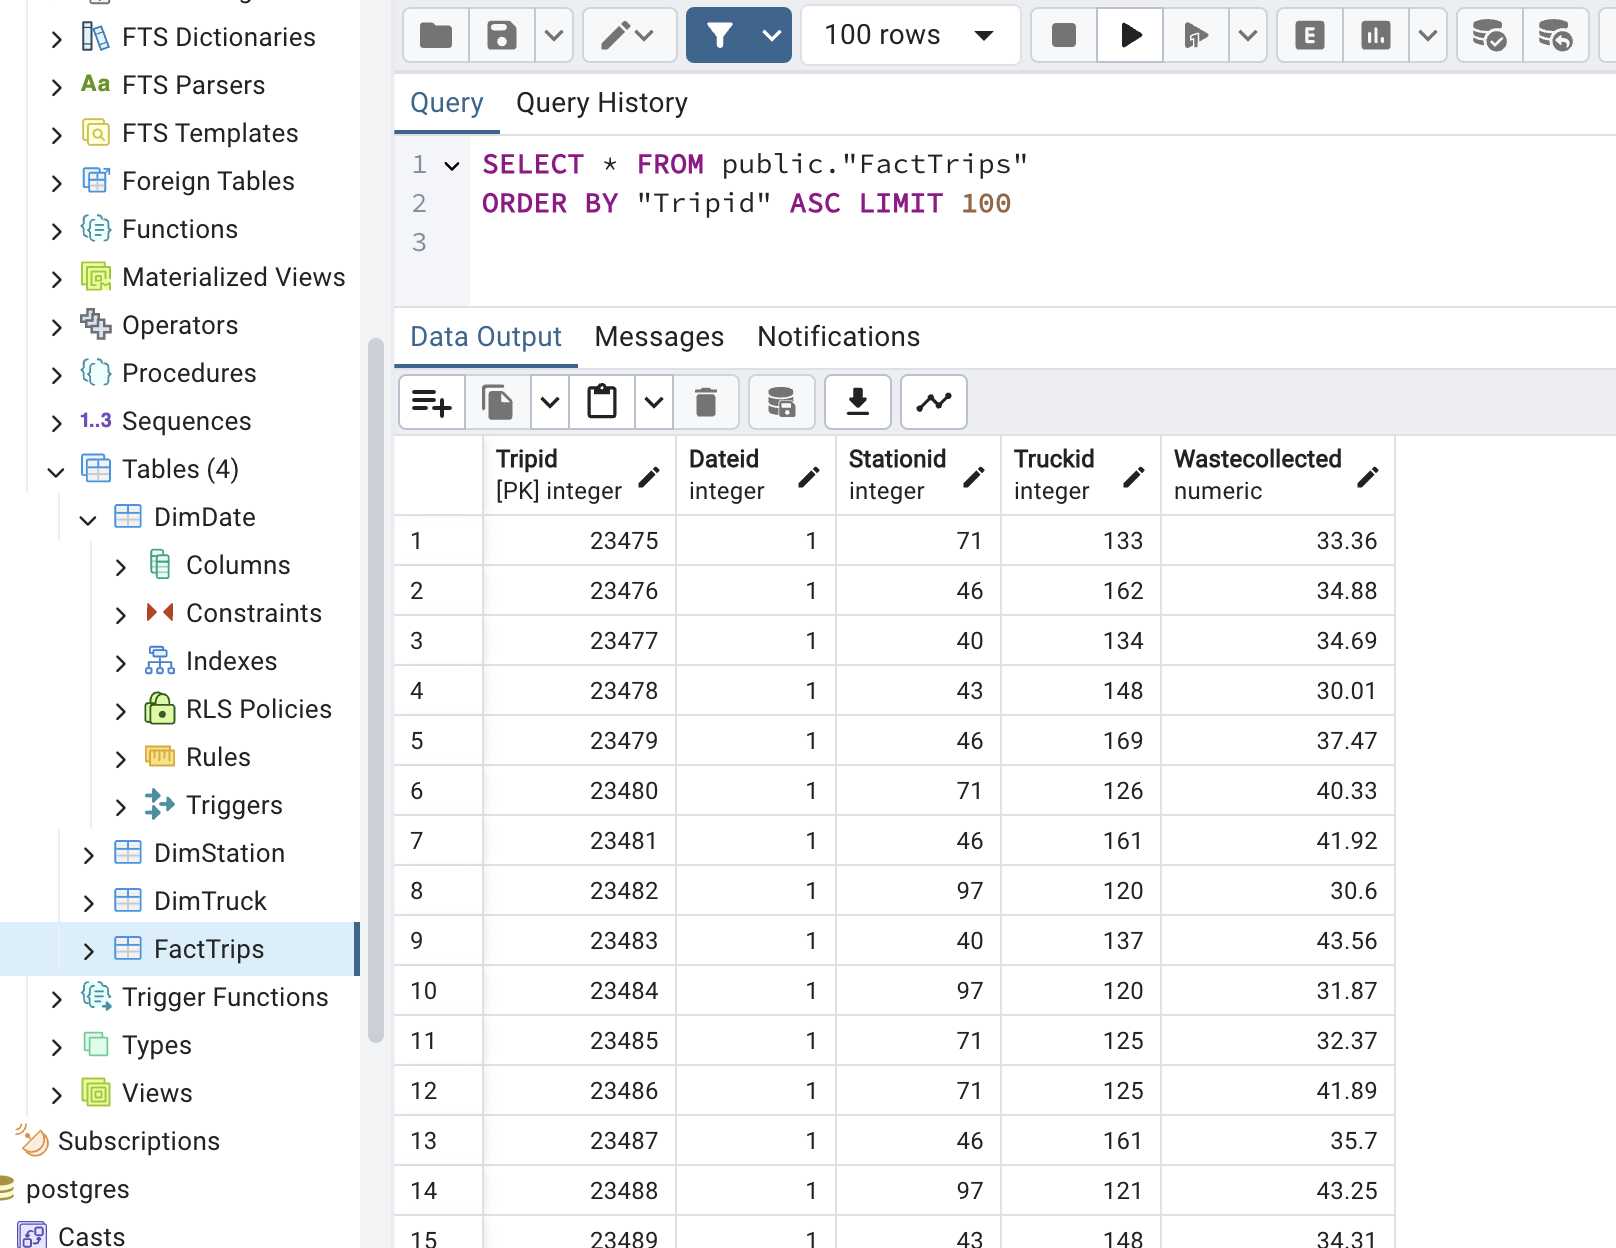 FTS Dictionaries
Aa FTS Parsers
FTS Templates
Foreign Tables
Functions
Materialized Views
Operators
Procedures
1..3 Sequences
Tables (4)
DimDate
Columns
Constraints
Indexes
RLS Policies
Rules
Triggers
DimStation
DimTruck
FactTrips
Trigger Functions
Types
Views
Subscriptions
postgres
Casts
100 rows
E
Query Query History
1 SELECT * FROM public."FactTrips"
2 ORDER BY "Tripid" ASC LIMIT 100
3
Data Output Messages Notifications
Tripid Dateid Stationid Truckid Wastecollected
[PK] integer integer integer integer numeric
1 23475 1 71 133 33.36
2 23476 1 46 162 34.88
3 23477 1 40 134 34.69
4 23478 1 43 148 30.01
5 23479 1 46 169 37.47
6 23480 1 71 126 40.33
7 23481 1 46 161 41.92
8 23482 1 97 120 30.6
9 23483 1 40 137 43.56
10 23484 1 97 120 31.87
11 23485 1 71 125 32.37
12 23486 1 71 125 41.89
13 23487 1 46 161 35.7
14 23488 1 97 121 43.25
15 23489 1 43 148 34.31